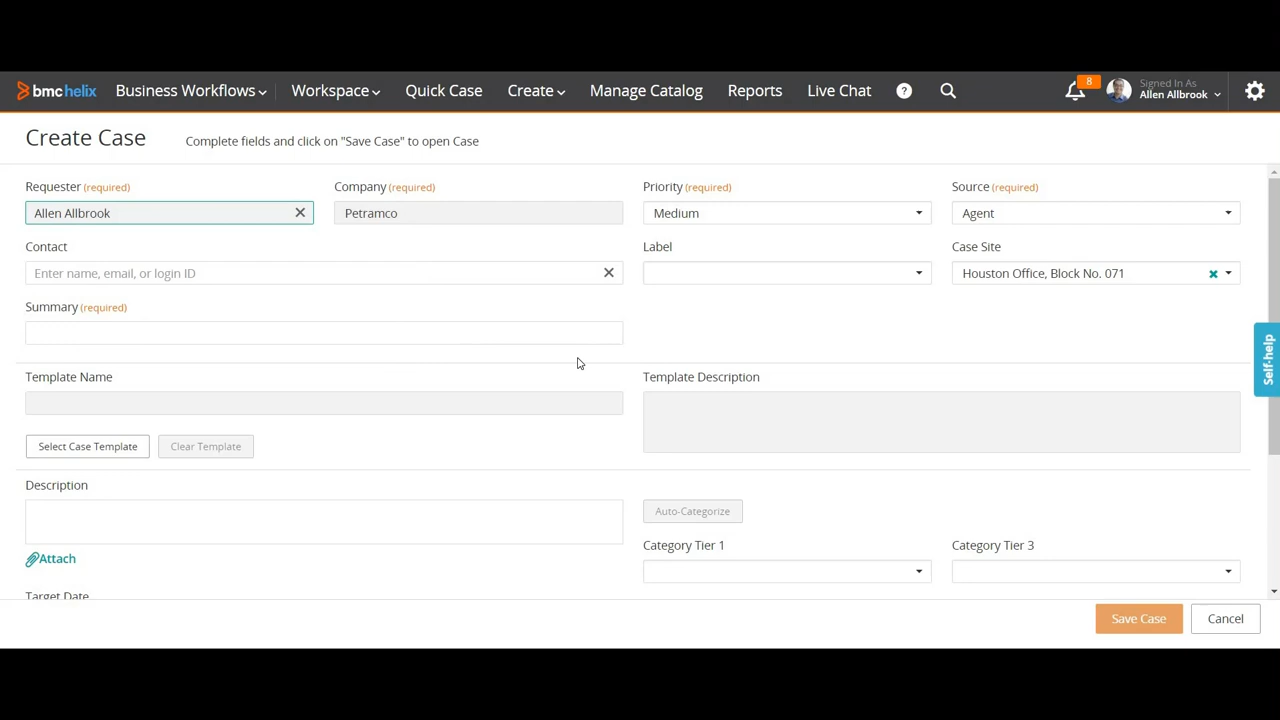 bmchelix Business Workflows Workspace Quick Case Create Manage Catalog Reports Live Chat ? 8 Signed In As
Allen Allbrook
Create Case Complete fields and click on "Save Case" to open Case
Requester (required) Company (required) Priority (required) Source (required)
Allen Allbrook Petramco Medium Agent
Contact Label Case Site
Enter name, email, or login ID Houston Office, Block No. 071
Summary (required)
Self-help
Template Name Template Description
Select Case Template Clear Template
Description
Auto-Categorize
Category Tier 1 Category Tier 3
Attach
Target Date
Save Case Cancel